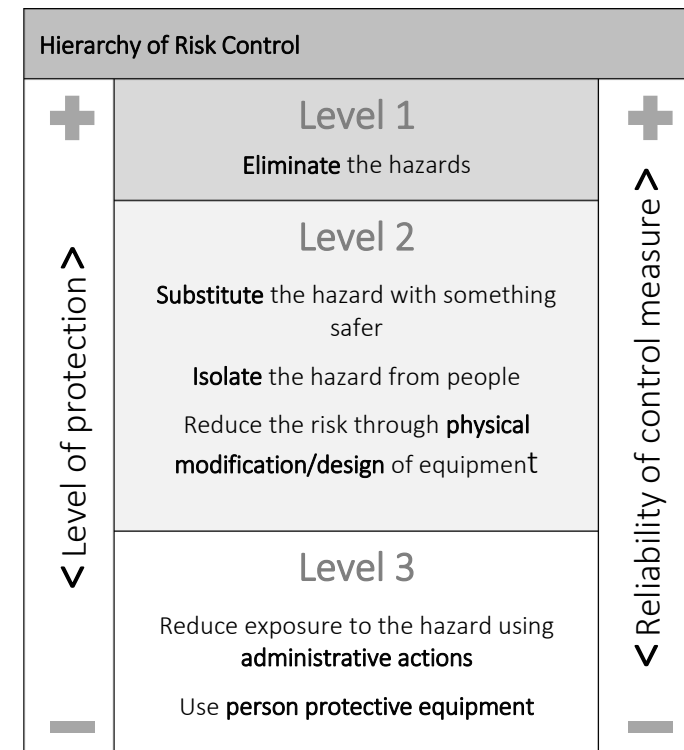 Hierarchy of Risk Control
Level 1
Eliminate the hazards
Level 2
Substitute the hazard with something
safer
Isolate the hazard from people
Reduce the risk through physical
modification/design of equipment
Level 3
Reduce exposure to the hazard using
administrative actions
Use person protective equipment
< Level of protection >
< Reliability of control measure >